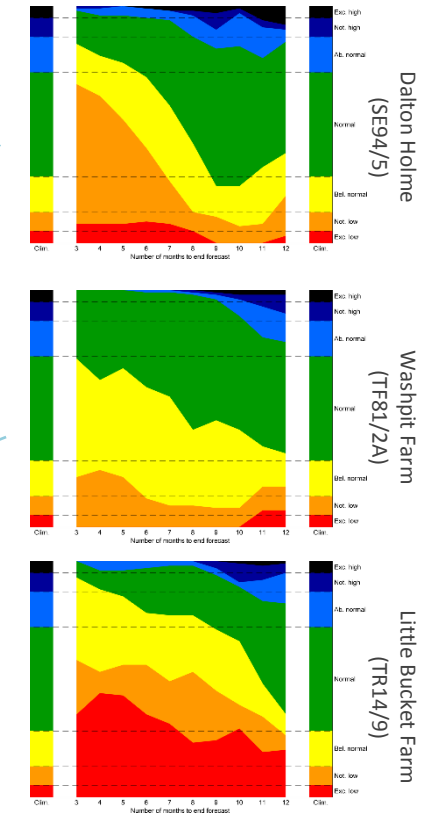 Exc. high
Not. high
Ab. normal
Normal
Bel. normal
Not. low
Exc. low
Clim. 3 4 5 6 7 8 9 10 11 12 Clim.
Number of months to end forecast
Dalton Holme
(SE94/5)
Exc. high
Not. high
Ab. normal
Normal
Bel. normal
Not. low
Exc. low
Clim. 3 4 5 6 7 8 9 10 11 12 Clim.
Number of months to end forecast
Washpit Farm
(TF81/2A)
Exc. high
Not. high
Ab. normal
Normal
Bel. normal
Not. low
Exc. low
Clim. 3 4 5 6 7 8 9 10 11 12 Clim.
Number of months to end forecast
Little Bucket Farm
(TR14/9)